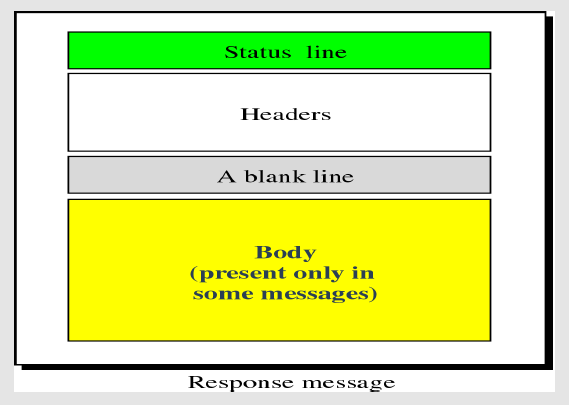 Status line
Headers
A blank line
Body
(present only in
some messages)
Response message